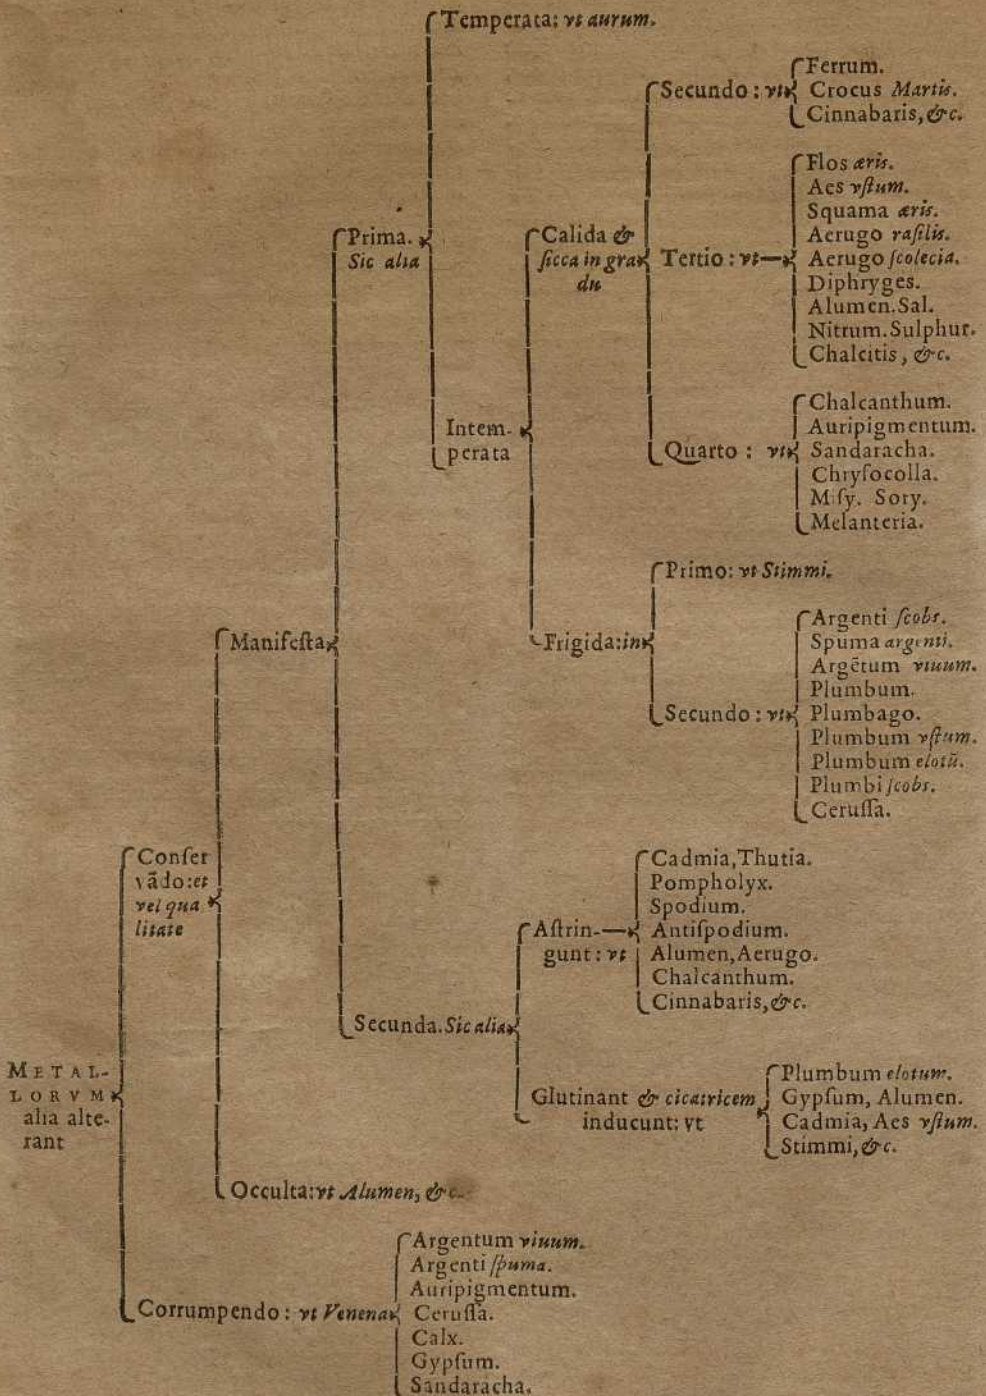 Temperata: vt aurum.
Ferrum.
Secundo: vt
Crocus Martis.
Cinnabaris, &c.
Flos æris.
Aes vſtum.
Squama æris.
Prima.
Sic alia
Calida &
ſicca in gra
du
Aerugo raſilis.
Tertio: vt
Aerugo ſcolecia.
Diphryges.
Alumen. Sal.
Nitrum. Sulphur.
Chalcitis, &c.
Intem-
perata
Chalcanthum.
Auripigmentum.
Quarto: vt
Sandaracha.
Chryſocolla.
Miſy. Sory.
Melanteria.
Primo: vt Stimmi.
Manifeſta
Frigida: in
Argenti ſcobs.
Spuma argenti.
Argētum viuum.
Plumbum.
Secundo: vt
Plumbago.
Plumbum vſtum.
Plumbum elotū.
Plumbi ſcobs.
Ceruſſa.
Conſer
vādo: et
vel qua
litate
Cadmia, Thutia.
Pompholyx.
Spodium.
Aſtrin-
gunt: vt
Antiſpodium.
Alumen, Aerugo.
Chalcanthum.
Cinnabaris, &c.
Secunda. Sic alia
METAL-
LORVM
alia alte-
rant
Glutinant & cicatricem
inducunt: vt
Plumbum elotum.
Gypſum, Alumen.
Cadmia, Aes vſtum.
Stimmi, &c.
Occulta: vt Alumen, &c.
Argentum viuum.
Argenti ſpuma.
Auripigmentum.
Corrumpendo: vt Venena
Ceruſſa.
Calx.
Gypſum.
Sandaracha.